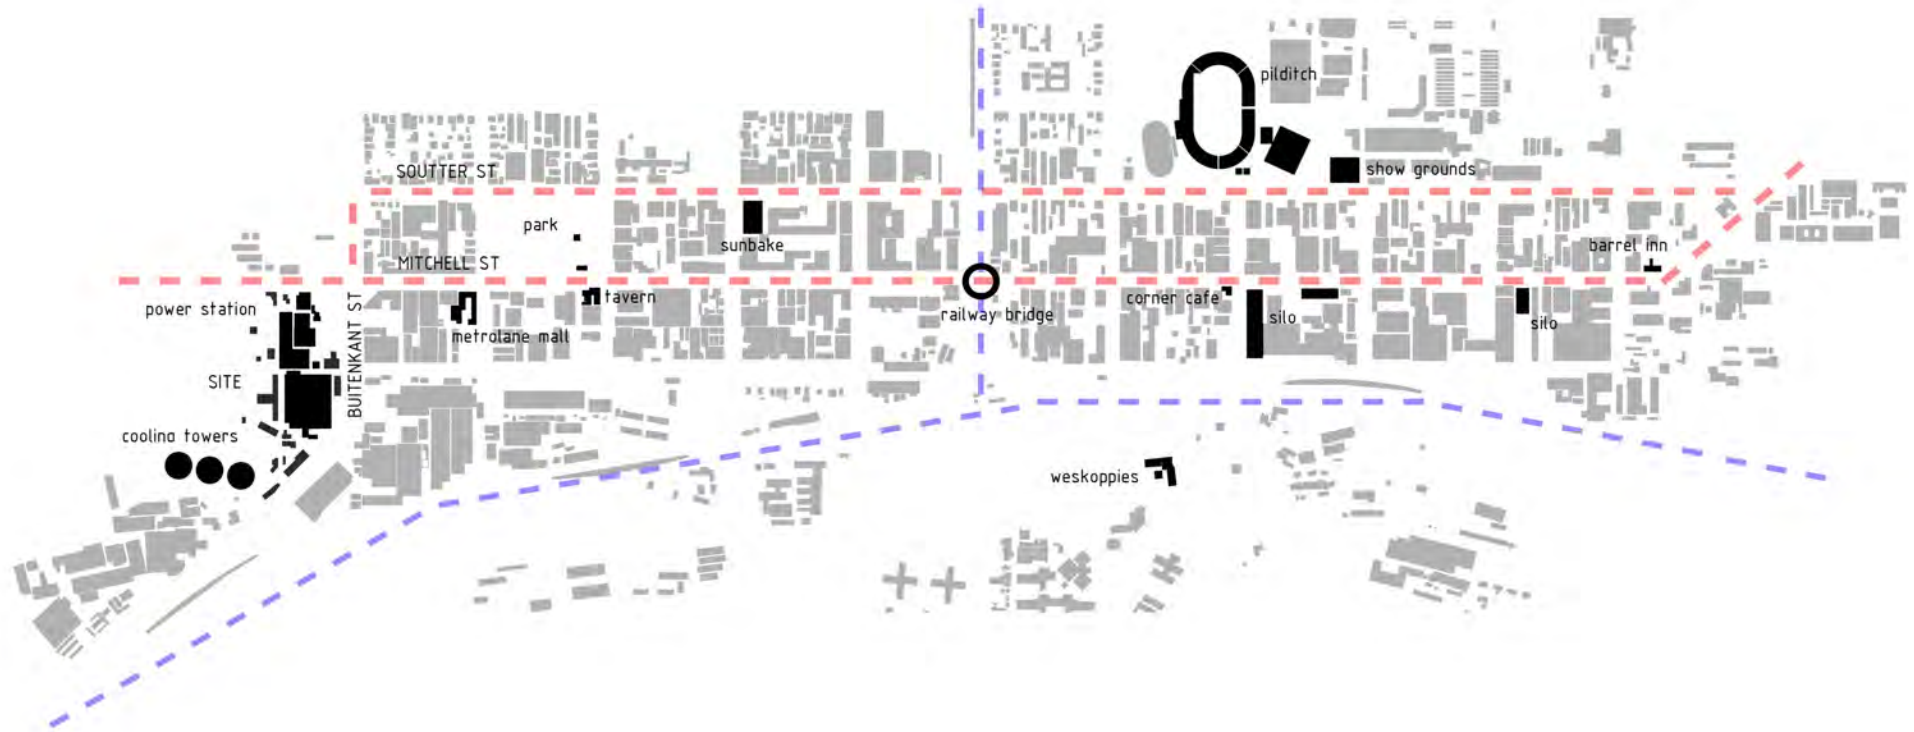 pilditch
SOUTTER ST
show grounds
park
sunbake
barrel inn
MITCHELL ST
power station
tavern
corner cafe
railway bridge
silo
silo
metrolane mall
BUITENKANT ST
SITE
cooling towers
weskoppies